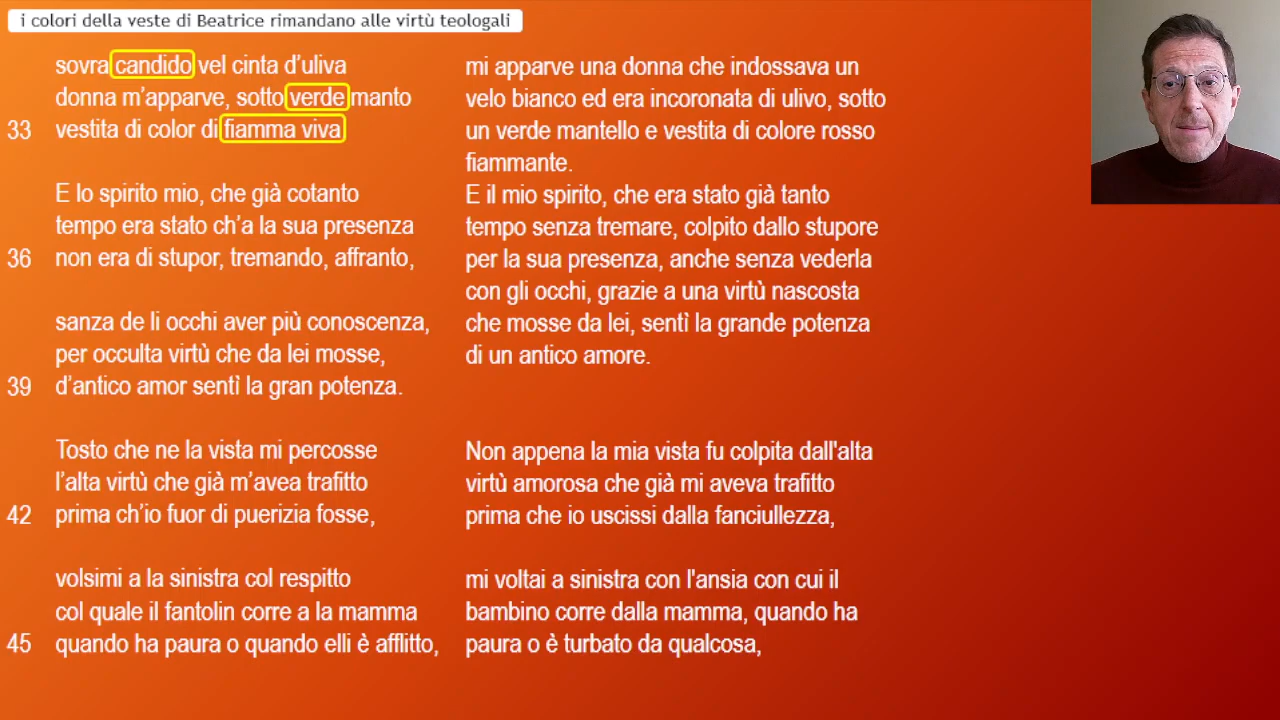 i colori della veste di Beatrice rimandano alle virtù teologali
sovra candido vel cinta d’uliva
donna m’apparve, sotto verde manto
33 vestita di color di fiamma viva
E lo spirito mio, che già cotanto
tempo era stato ch’a la sua presenza
36 non era di stupor, tremando, affranto,
sanza de li occhi aver più conoscenza,
per occulta virtù che da lei mosse,
39 d’antico amor sentì la gran potenza.
Tosto che ne la vista mi percosse
l’alta virtù che già m’avea trafitto
42 prima ch’io fuor di puerizia fosse,
volsimi a la sinistra col respitto
col quale il fantolin corre a la mamma
45 quando ha paura o quando elli è afflitto,
mi apparve una donna che indossava un
velo bianco ed era incoronata di ulivo, sotto
un verde mantello e vestita di colore rosso
fiammante.
E il mio spirito, che era stato già tanto
tempo senza tremare, colpito dallo stupore
per la sua presenza, anche senza vederla
con gli occhi, grazie a una virtù nascosta
che mosse da lei, sentì la grande potenza
di un antico amore.
Non appena la mia vista fu colpita dall'alta
virtù amorosa che già mi aveva trafitto
prima che io uscissi dalla fanciullezza,
mi voltai a sinistra con l'ansia con cui il
bambino corre dalla mamma, quando ha
paura o è turbato da qualcosa,